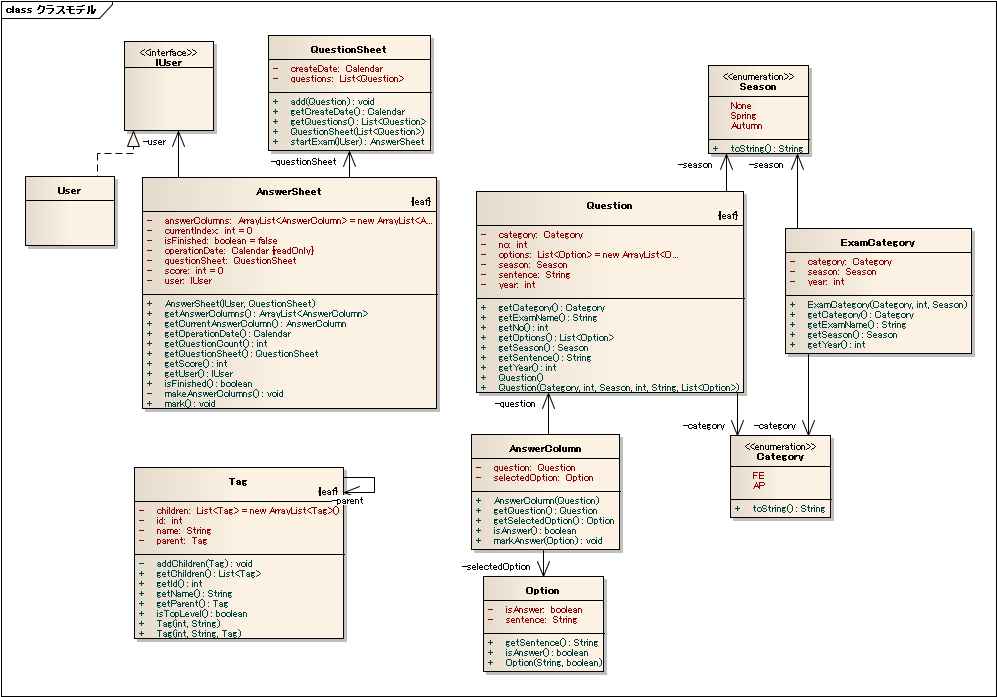 class クラスモデル
<<interface>>
IUser
QuestionSheet
- createDate: Calendar
- questions: List<Question>
+ add(Question) : void
+ getCreateDate() : Calendar
+ getQuestions() : List<Question>
+ QuestionSheet(List<Question>)
+ startExam(IUser) : AnswerSheet
-user
-questionSheet
User
AnswerSheet
{leaf}
- answerColumns: ArrayList<AnswerColumn> = new ArrayList<A...
- currentIndex: int = 0
- isFinished: boolean = false
- operationDate: Calendar {readOnly}
- questionSheet: QuestionSheet
- score: int = 0
- user: IUser
+ AnswerSheet(IUser, QuestionSheet)
+ getAnswerColumns() : ArrayList<AnswerColumn>
+ getCurrentAnswerColumn() : AnswerColumn
+ getOperationDate() : Calendar
+ getQuestionCount() : int
+ getQuestionSheet() : QuestionSheet
+ getScore() : int
+ getUser() : IUser
+ isFinished() : boolean
- makeAnswerColumns() : void
+ mark() : void
<<enumeration>>
Season
None
Spring
Autumn
+ toString() : String
-season
-season
Question
{leaf}
- category: Category
- no: int
- options: List<Option> = new ArrayList<O...
- season: Season
- sentence: String
- year: int
+ getCategory() : Category
+ getExamName() : String
+ getNo() : int
+ getOptions() : List<Option>
+ getSeason() : Season
+ getSentence() : String
+ getYear() : int
+ Question()
+ Question(Category, int, Season, int, String, List<Option>)
ExamCategory
- category: Category
- season: Season
- year: int
+ ExamCategory(Category, int, Season)
+ getCategory() : Category
+ getExamName() : String
+ getSeason() : Season
+ getYear() : int
-question
-category
-category
<<enumeration>>
Category
FE
AP
+ toString() : String
AnswerColumn
- question: Question
- selectedOption: Option
+ AnswerColumn(Question)
+ getQuestion() : Question
+ getSelectedOption() : Option
+ isAnswer() : boolean
+ markAnswer(Option) : void
-selectedOption
Option
- isAnswer: boolean
- sentence: String
+ getSentence() : String
+ isAnswer() : boolean
+ Option(String, boolean)
Tag
{leaf}
-parent
- children: List<Tag> = new ArrayList<Tag>()
- id: int
- name: String
- parent: Tag
- addChildren(Tag) : void
+ getChildren() : List<Tag>
+ getId() : int
+ getName() : String
+ getParent() : Tag
+ isTopLevel() : boolean
+ Tag(int, String)
+ Tag(int, String, Tag)